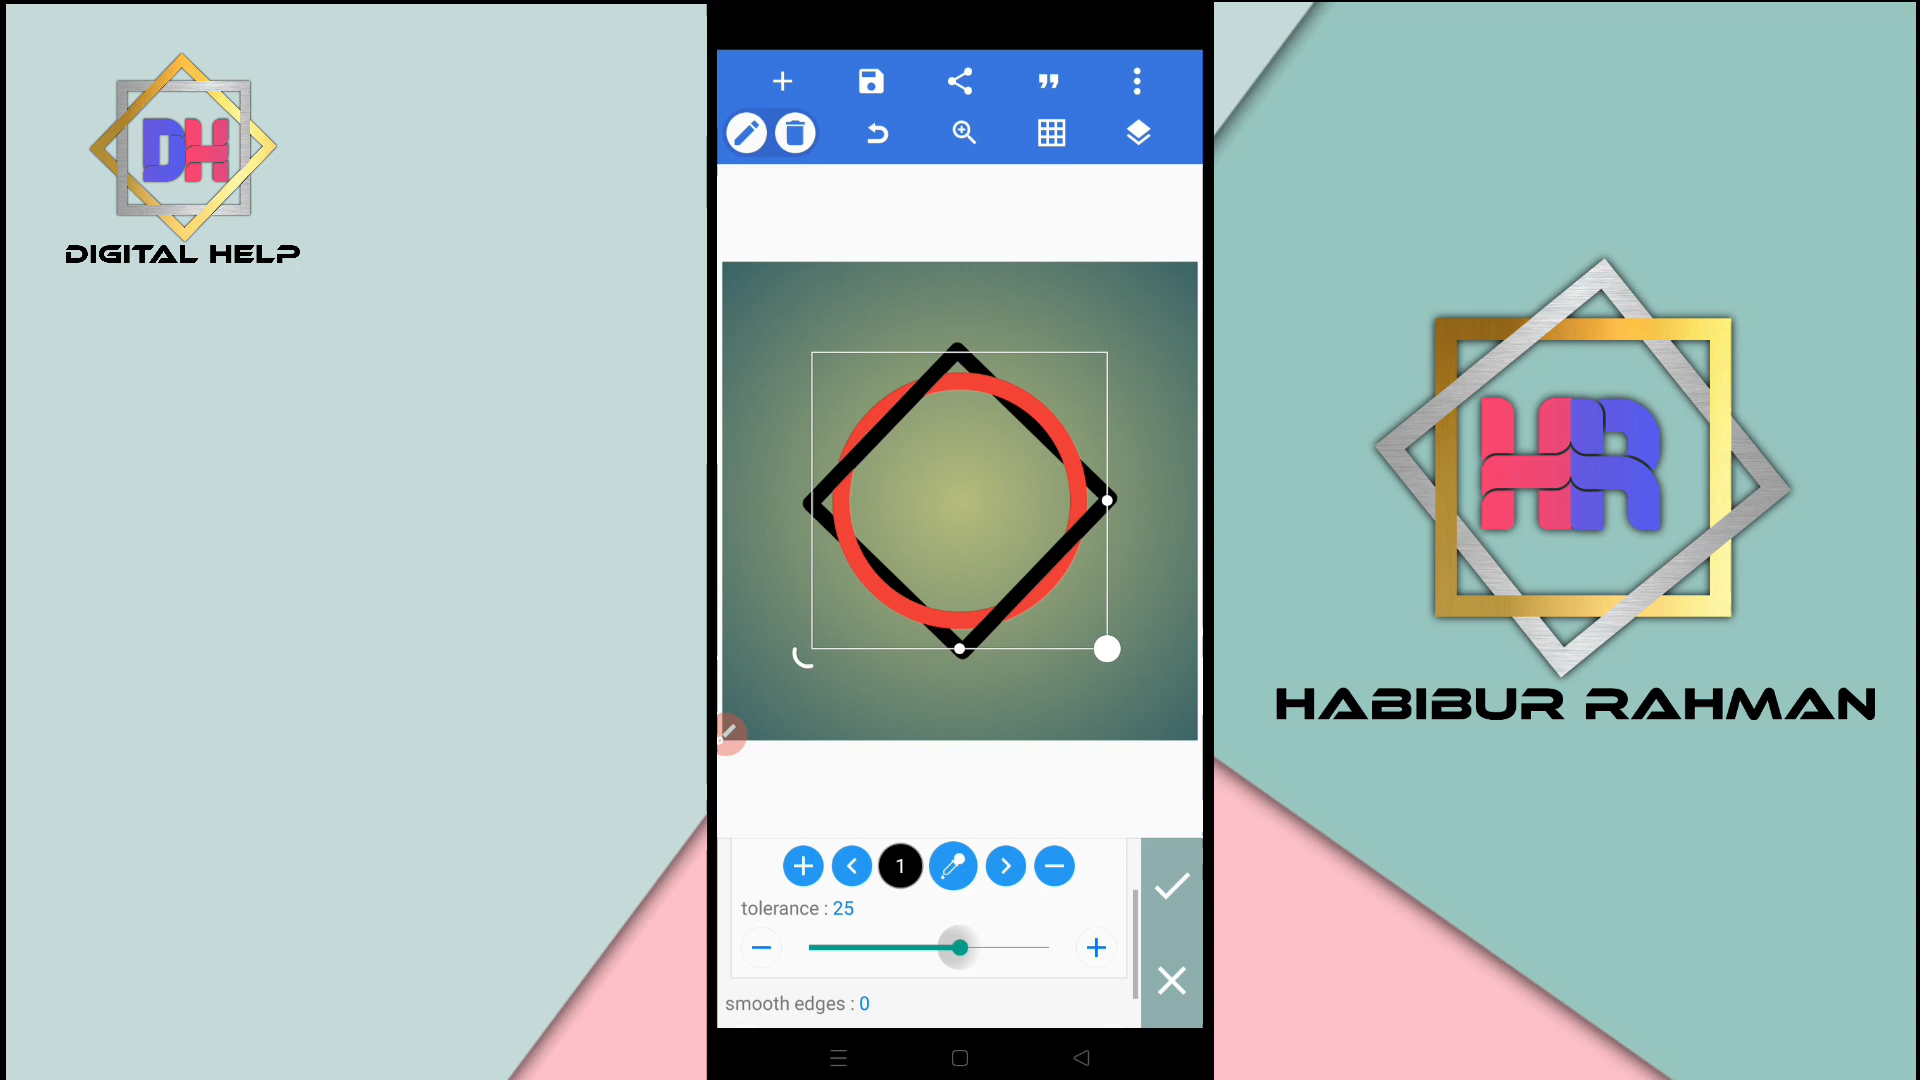 DH
DIGITAL HELP
HR
HABIBUR RAHMAN
1
tolerance : 25
smooth edges : 0